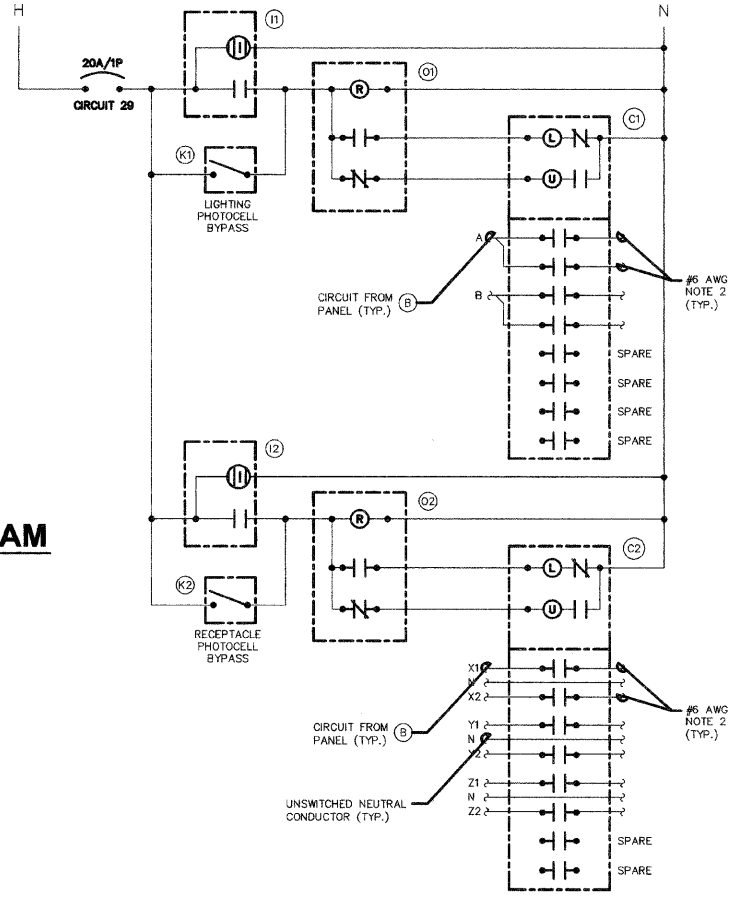 H
N
I1
20A/1P
CIRCUIT 29
I
R
O1
K1
LIGHTING
PHOTOCELL
BYPASS
C1
L
U
A
B
CIRCUIT FROM
PANEL (TYP.)
B
#6 AWG
NOTE 2
(TYP.)
SPARE
SPARE
SPARE
SPARE
I2
I
R
O2
AM
K2
RECEPTACLE
PHOTOCELL
BYPASS
C2
L
U
X1
N
X2
CIRCUIT FROM
PANEL (TYP.)
B
#6 AWG
NOTE 2
(TYP.)
Y1
N
Y2
Z1
N
Z2
UNSWITCHED NEUTRAL
CONDUCTOR (TYP.)
SPARE
SPARE